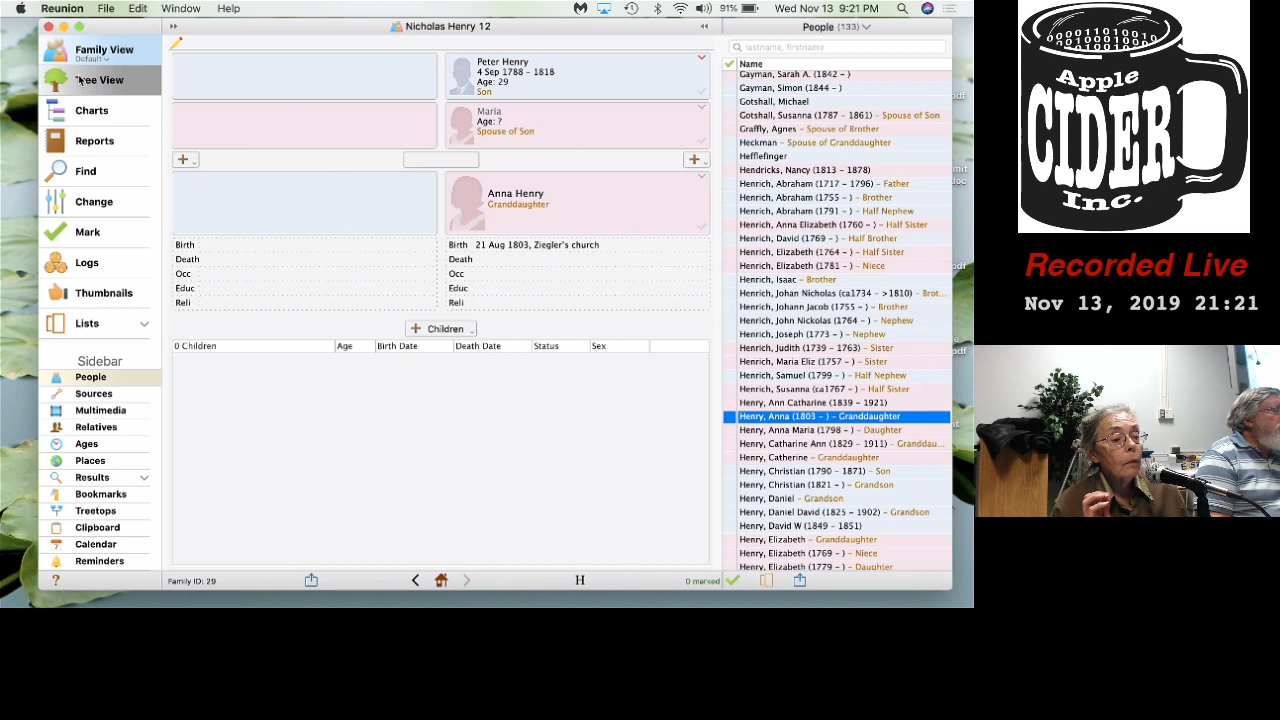 Reunion File Edit Window Help
91% Wed Nov 13 9:21 PM
Nicholas Henry 12
People (133)
Family View
Default
Tree View
Charts
Reports
Find
Change
Mark
Logs
Thumbnails
Lists
Sidebar
People
Sources
Multimedia
Relatives
Ages
Places
Results
Bookmarks
Treetops
Clipboard
Calendar
Reminders
?
Peter Henry
4 Sep 1788 - 1818
Age: 29
Son
Maria
Age: ?
Spouse of Son
Anna Henry
Granddaughter
Birth
Death
Occ
Educ
Reli
Birth 21 Aug 1803, Ziegler's church
Death
Occ
Educ
Reli
+ Children
0 Children Age Birth Date Death Date Status Sex
Family ID: 29
H
0 marked
lastname, firstname
Name
Gayman, Sarah A. (1842 - )
Gayman, Simon (1844 - )
Gotshall, Michael
Gotshall, Susanna (1787 - 1861) - Spouse of Son
Graffly, Agnes - Spouse of Brother
Heckman - Spouse of Granddaughter
Hefflefinger
Hendricks, Nancy (1813 - 1878)
Henrich, Abraham (1717 - 1796) - Father
Henrich, Abraham (1755 - ) - Brother
Henrich, Abraham (1791 - ) - Half Nephew
Henrich, Anna Elizabeth (1760 - ) - Half Sister
Henrich, David (1769 - ) - Half Brother
Henrich, Elizabeth (1764 - ) - Half Sister
Henrich, Elizabeth (1781 - ) - Niece
Henrich, Isaac - Brother
Henrich, Johan Nicholas (ca1734 - >1810) - Brot...
Henrich, Johann Jacob (1755 - ) - Brother
Henrich, John Nickolas (1764 - ) - Nephew
Henrich, Joseph (1773 - ) - Nephew
Henrich, Judith (1739 - 1763) - Sister
Henrich, Maria Eliz (1757 - ) - Sister
Henrich, Samuel (1799 - ) - Half Nephew
Henrich, Susanna (ca1767 - ) - Half Sister
Henry, Ann Catharine (1839 - 1921)
Henry, Anna (1803 - ) - Granddaughter
Henry, Anna Maria (1798 - ) - Daughter
Henry, Catharine Ann (1829 - 1911) - Granddau...
Henry, Catherine - Granddaughter
Henry, Christian (1790 - 1871) - Son
Henry, Christian (1821 - ) - Grandson
Henry, Daniel - Grandson
Henry, Daniel David (1825 - 1902) - Grandson
Henry, David W (1849 - 1851)
Henry, Elizabeth - Granddaughter
Henry, Elizabeth (1769 - ) - Niece
Henry, Elizabeth (1779 - ) - Daughter
000011010
010001001010
Apple
CIDER
Inc.
Recorded Live
Nov 13, 2019 21:21